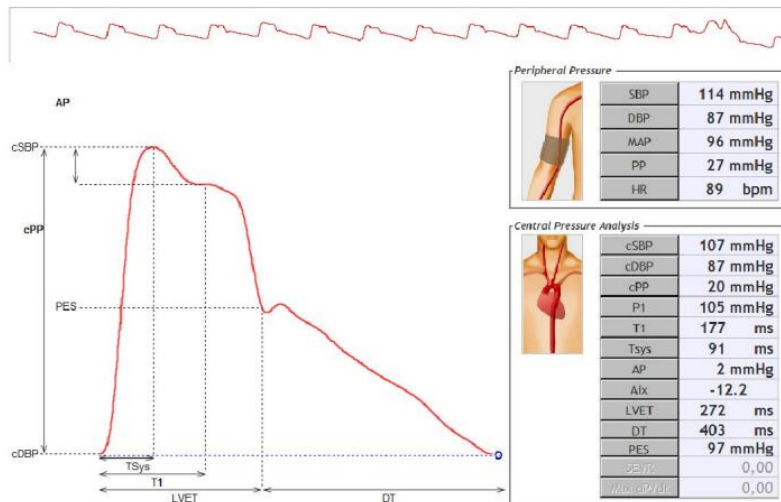 AP
cSBP
cPP
PES
cDBP
TSys
T1
LVET
DT
Peripheral Pressure
SBP 114 mmHg
DBP 87 mmHg
MAP 96 mmHg
PP 27 mmHg
HR 89 bpm
Central Pressure Analysis
cSBP 107 mmHg
cDBP 87 mmHg
cPP 20 mmHg
P1 105 mmHg
T1 177 ms
Tsys 91 ms
AP 2 mmHg
Aix -12.2
LVET 272 ms
DT 403 ms
PES 97 mmHg
SEVR 0,00
0,00